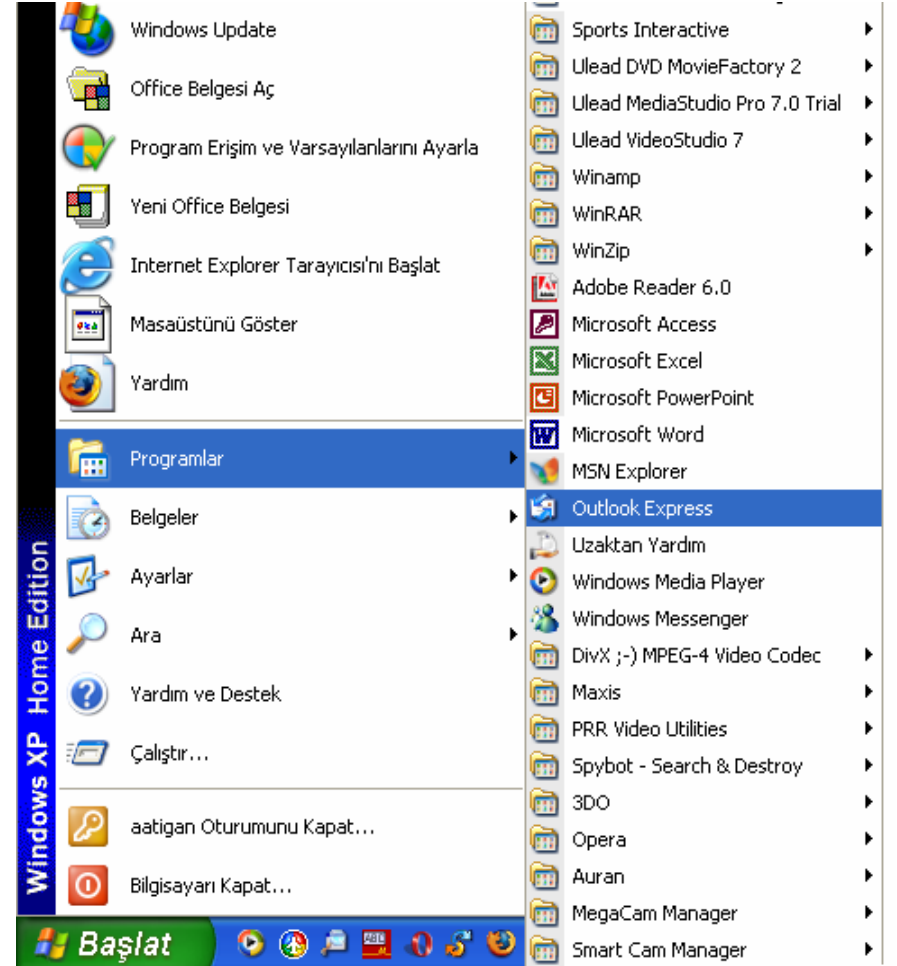 Windows Update
Office Belgesi Aç
Program Erişim ve Varsayılanlarını Ayarla
Yeni Office Belgesi
Internet Explorer Tarayıcısı'nı Başlat
Masaüstünü Göster
Yardım
Programlar
Belgeler
Ayarlar
Ara
Yardım ve Destek
Çalıştır...
aatigan Oturumunu Kapat...
Bilgisayarı Kapat...
Windows XP Home Edition
Başlat
Sports Interactive
Ulead DVD MovieFactory 2
Ulead MediaStudio Pro 7.0 Trial
Ulead VideoStudio 7
Winamp
WinRAR
WinZip
Adobe Reader 6.0
Microsoft Access
Microsoft Excel
Microsoft PowerPoint
Microsoft Word
MSN Explorer
Outlook Express
Uzaktan Yardım
Windows Media Player
Windows Messenger
DivX ;-) MPEG-4 Video Codec
Maxis
PRR Video Utilities
Spybot - Search & Destroy
3DO
Opera
Auran
MegaCam Manager
Smart Cam Manager